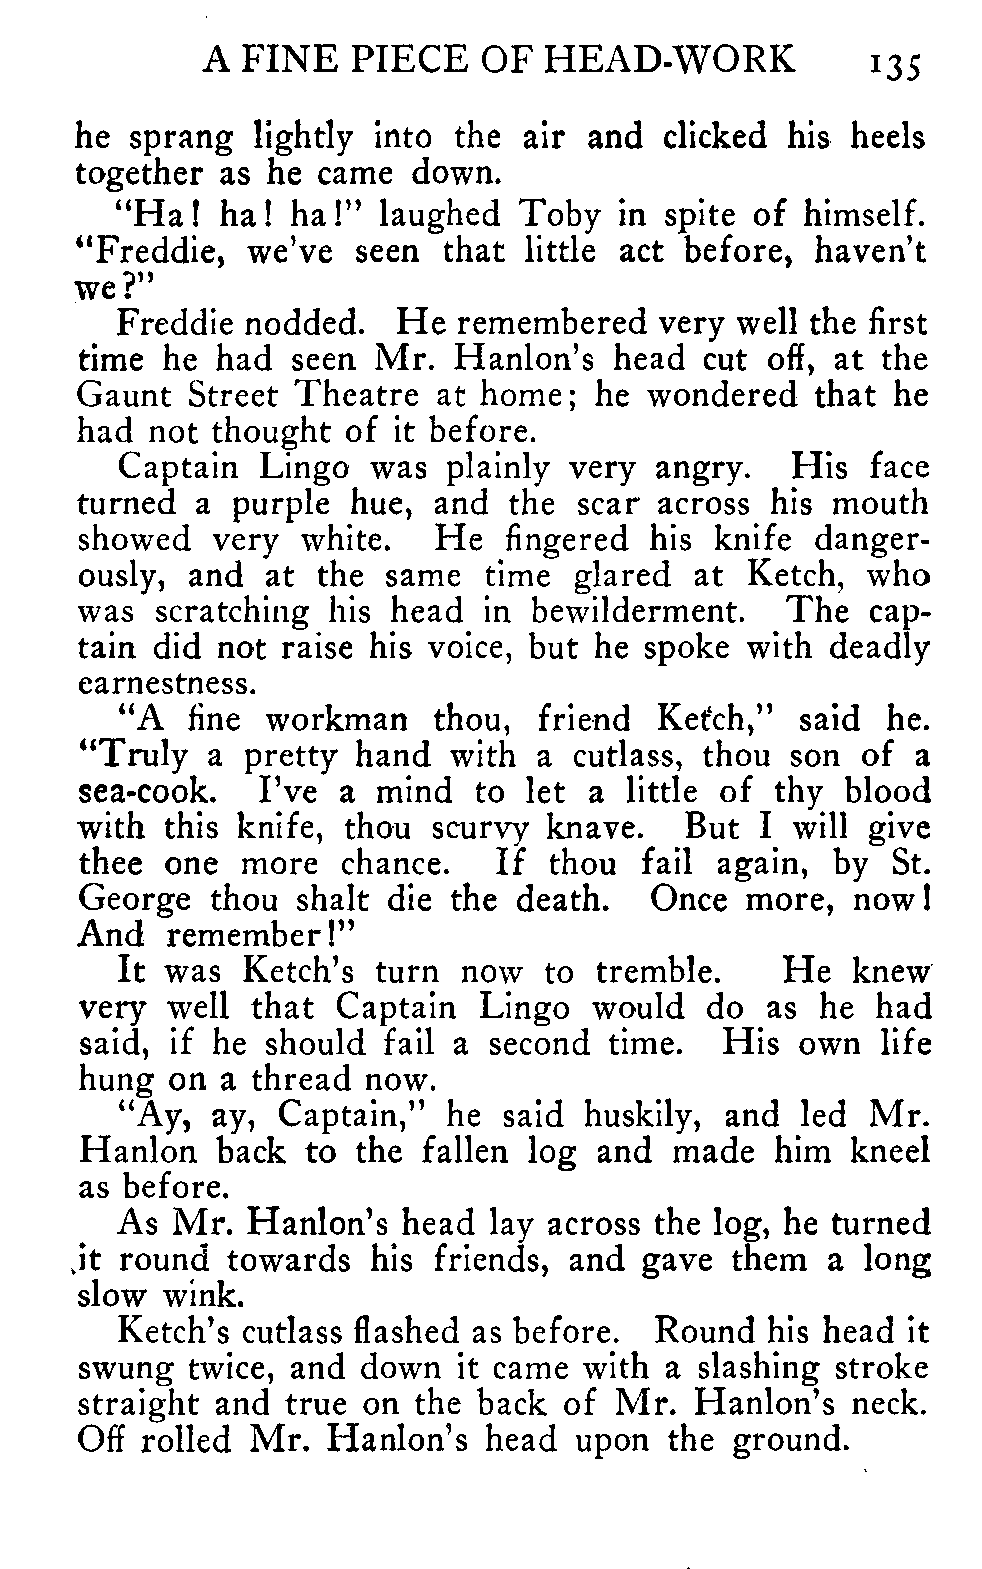 A FINE PIECE OF HEAD-WORK 135
he sprang lightly into the air and clicked his heels
together as he came down.
"Ha! ha! ha!" laughed Toby in spite of himself.
"Freddie, we've seen that little act before, haven't
we?"
Freddie nodded. He remembered very well the first
time he had seen Mr. Hanlon's head cut off, at the
Gaunt Street Theatre at home; he wondered that he
had not thought of it before.
Captain Lingo was plainly very angry. His face
turned a purple hue, and the scar across his mouth
showed very white. He fingered his knife danger-
ously, and at the same time glared at Ketch, who
was scratching his head in bewilderment. The cap-
tain did not raise his voice, but he spoke with deadly
earnestness.
"A fine workman thou, friend Ketch," said he.
"Truly a pretty hand with a cutlass, thou son of a
sea-cook. I've a mind to let a little of thy blood
with this knife, thou scurvy knave. But I will give
thee one more chance. If thou fail again, by St.
George thou shalt die the death. Once more, now!
And remember!"
It was Ketch's turn now to tremble. He knew
very well that Captain Lingo would do as he had
said, if he should fail a second time. His own life
hung on a thread now.
"Ay, ay, Captain," he said huskily, and led Mr.
Hanlon back to the fallen log and made him kneel
as before.
As Mr. Hanlon's head lay across the log, he turned
it round towards his friends, and gave them a long
slow wink.
Ketch's cutlass flashed as before. Round his head it
swung twice, and down it came with a slashing stroke
straight and true on the back of Mr. Hanlon's neck.
Off rolled Mr. Hanlon's head upon the ground.